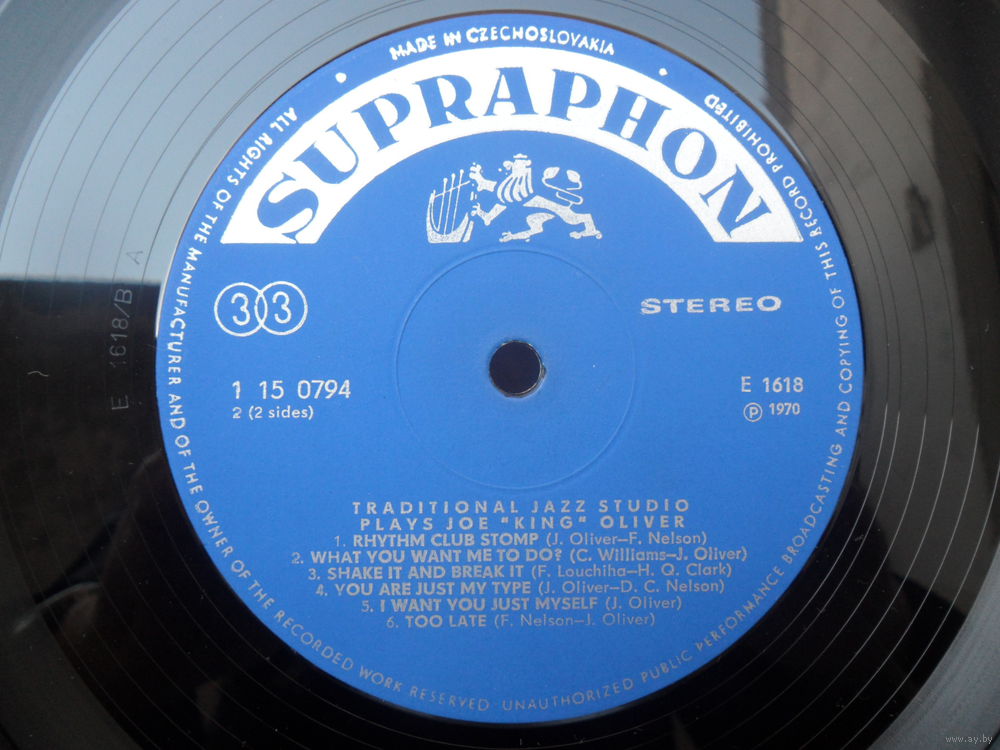 MADE IN CZECHOSLOVAKIA
ALL RIGHTS OF THE MANUFACTURER AND OF THE OWNER OF THE RECORDED WORK RESERVED UNAUTHORIZED PUBLIC PERFORMANCE BROADCASTING AND COPYING OF THIS RECORD PROHIBITED
SUPRAPHON
33
STEREO
1 15 0794
2 (2 sides)
E 1618
Ⓟ 1970
E 1618/B A
TRADITIONAL JAZZ STUDIO
PLAYS JOE "KING" OLIVER
1. RHYTHM CLUB STOMP (J. Oliver–F. Nelson)
2. WHAT YOU WANT ME TO DO? (C. Williams–J. Oliver)
3. SHAKE IT AND BREAK IT (F. Louchiha–H. Q. Clark)
4. YOU ARE JUST MY TYPE (J. Oliver–D. C. Nelson)
5. I WANT YOU JUST MYSELF (J. Oliver)
6. TOO LATE (F. Nelson–J. Oliver)
www.ay.by